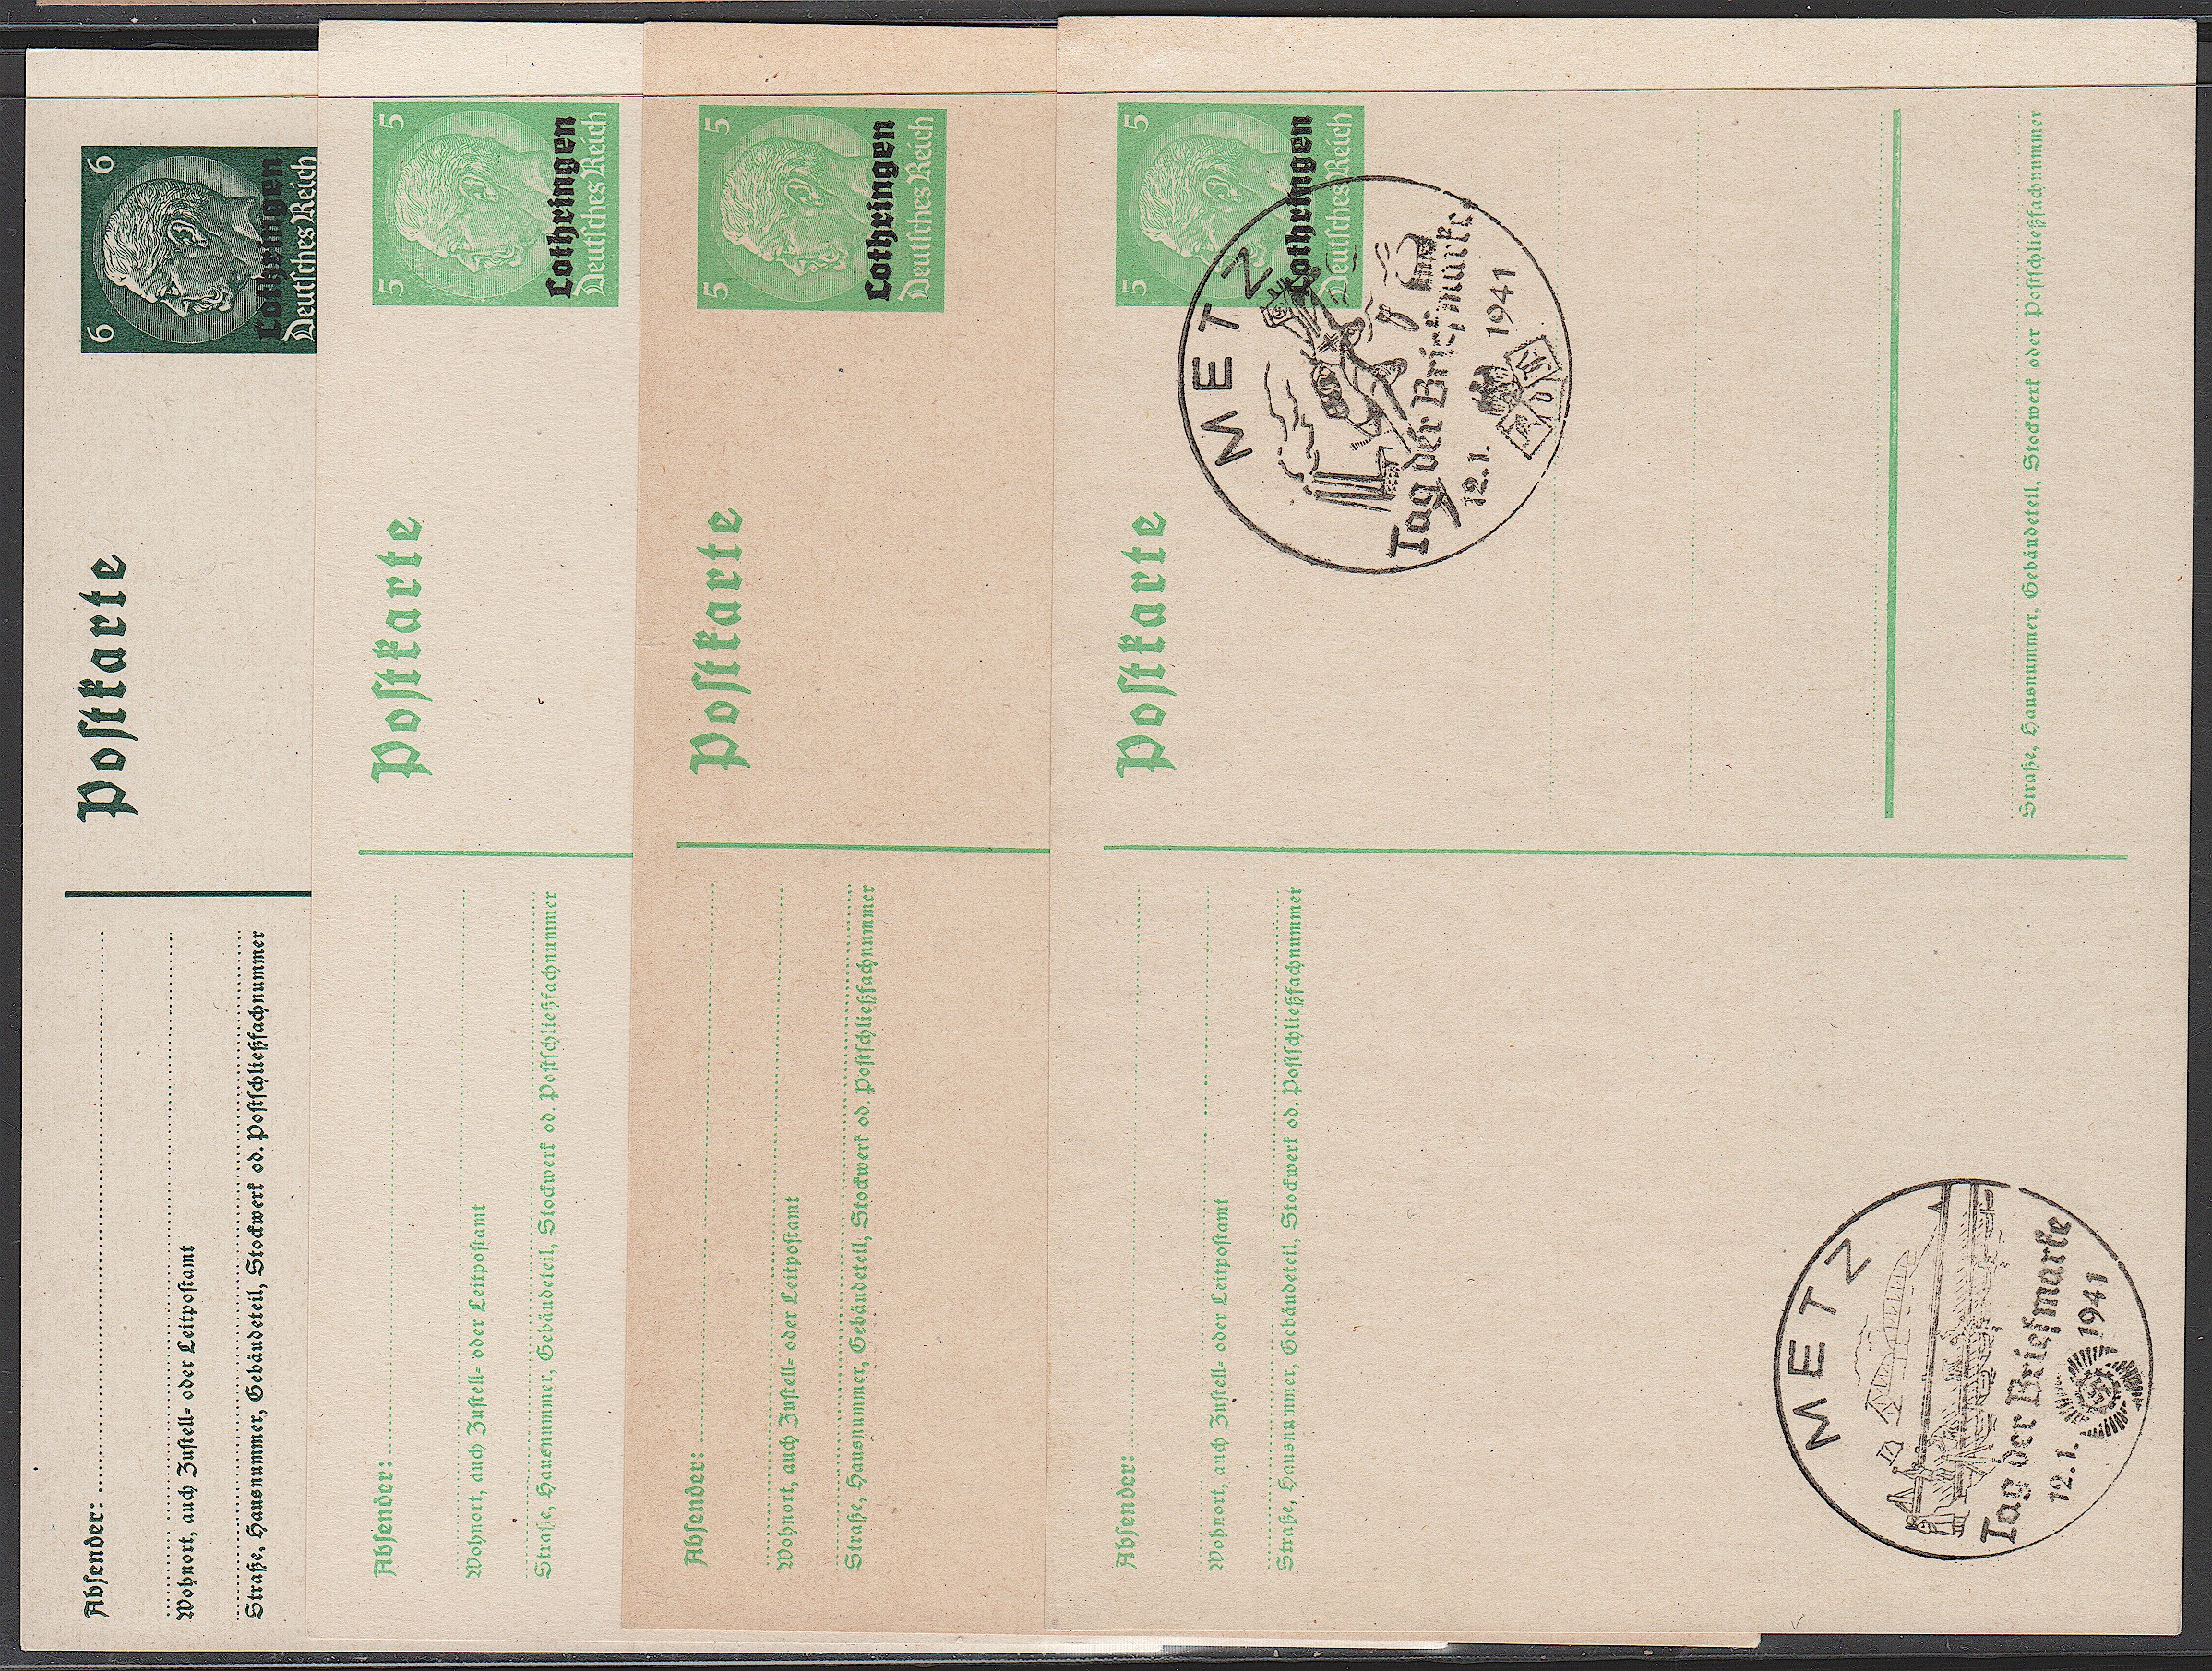 6 6
Lothringen
Deutsches Reich
Postkarte
Absender:
Wohnort, auch Zustell- oder Leitpostamt
Straße, Hausnummer, Gebäudeteil, Stockwerk od. Postschließfachnummer
5 5
Lothringen
Deutsches Reich
Postkarte
Absender:
Wohnort, auch Zustell- oder Leitpostamt
Straße, Hausnummer, Gebäudeteil, Stockwerk od. Postschließfachnummer
5 5
Lothringen
Deutsches Reich
Postkarte
Absender:
Wohnort, auch Zustell- oder Leitpostamt
Straße, Hausnummer, Gebäudeteil, Stockwerk od. Postschließfachnummer
5 5
Lothringen
Deutsches Reich
Postkarte
METZ
Tag der Briefmarke
12.1. 1941
Straße, Hausnummer, Gebäudeteil, Stockwerk oder Postschließfachnummer
Absender:
Wohnort, auch Zustell- oder Leitpostamt
Straße, Hausnummer, Gebäudeteil, Stockwerk od. Postschließfachnummer
METZ
Tag der Briefmarke
12.1. 1941